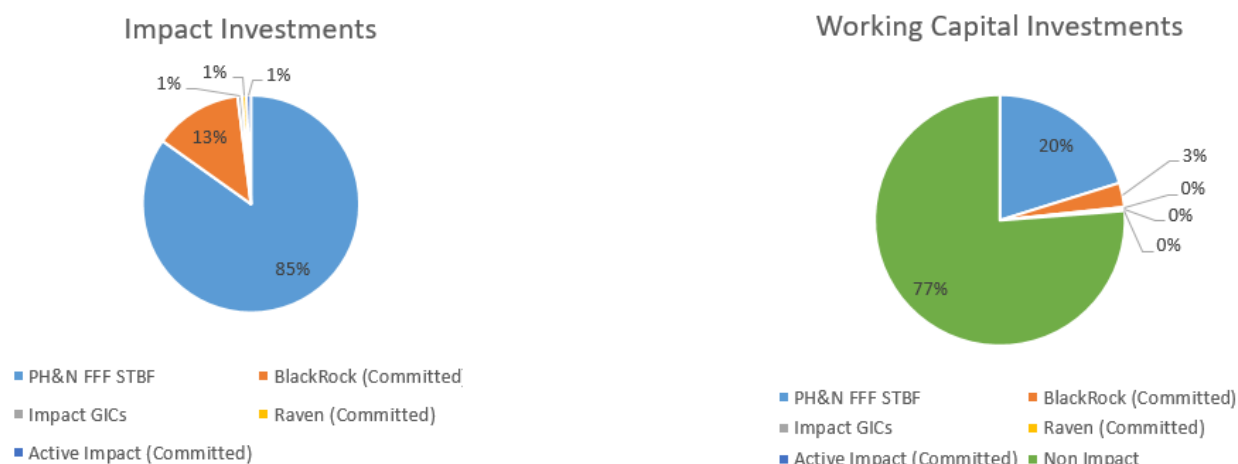 Impact Investments
1%
1%
1%
13%
85%
PH&N FFF STBF
BlackRock (Committed)
Impact GICs
Raven (Committed)
Active Impact (Committed)
Working Capital Investments
20%
3%
0%
0%
0%
77%
PH&N FFF STBF
BlackRock (Committed)
Impact GICs
Raven (Committed)
Active Impact (Committed)
Non Impact